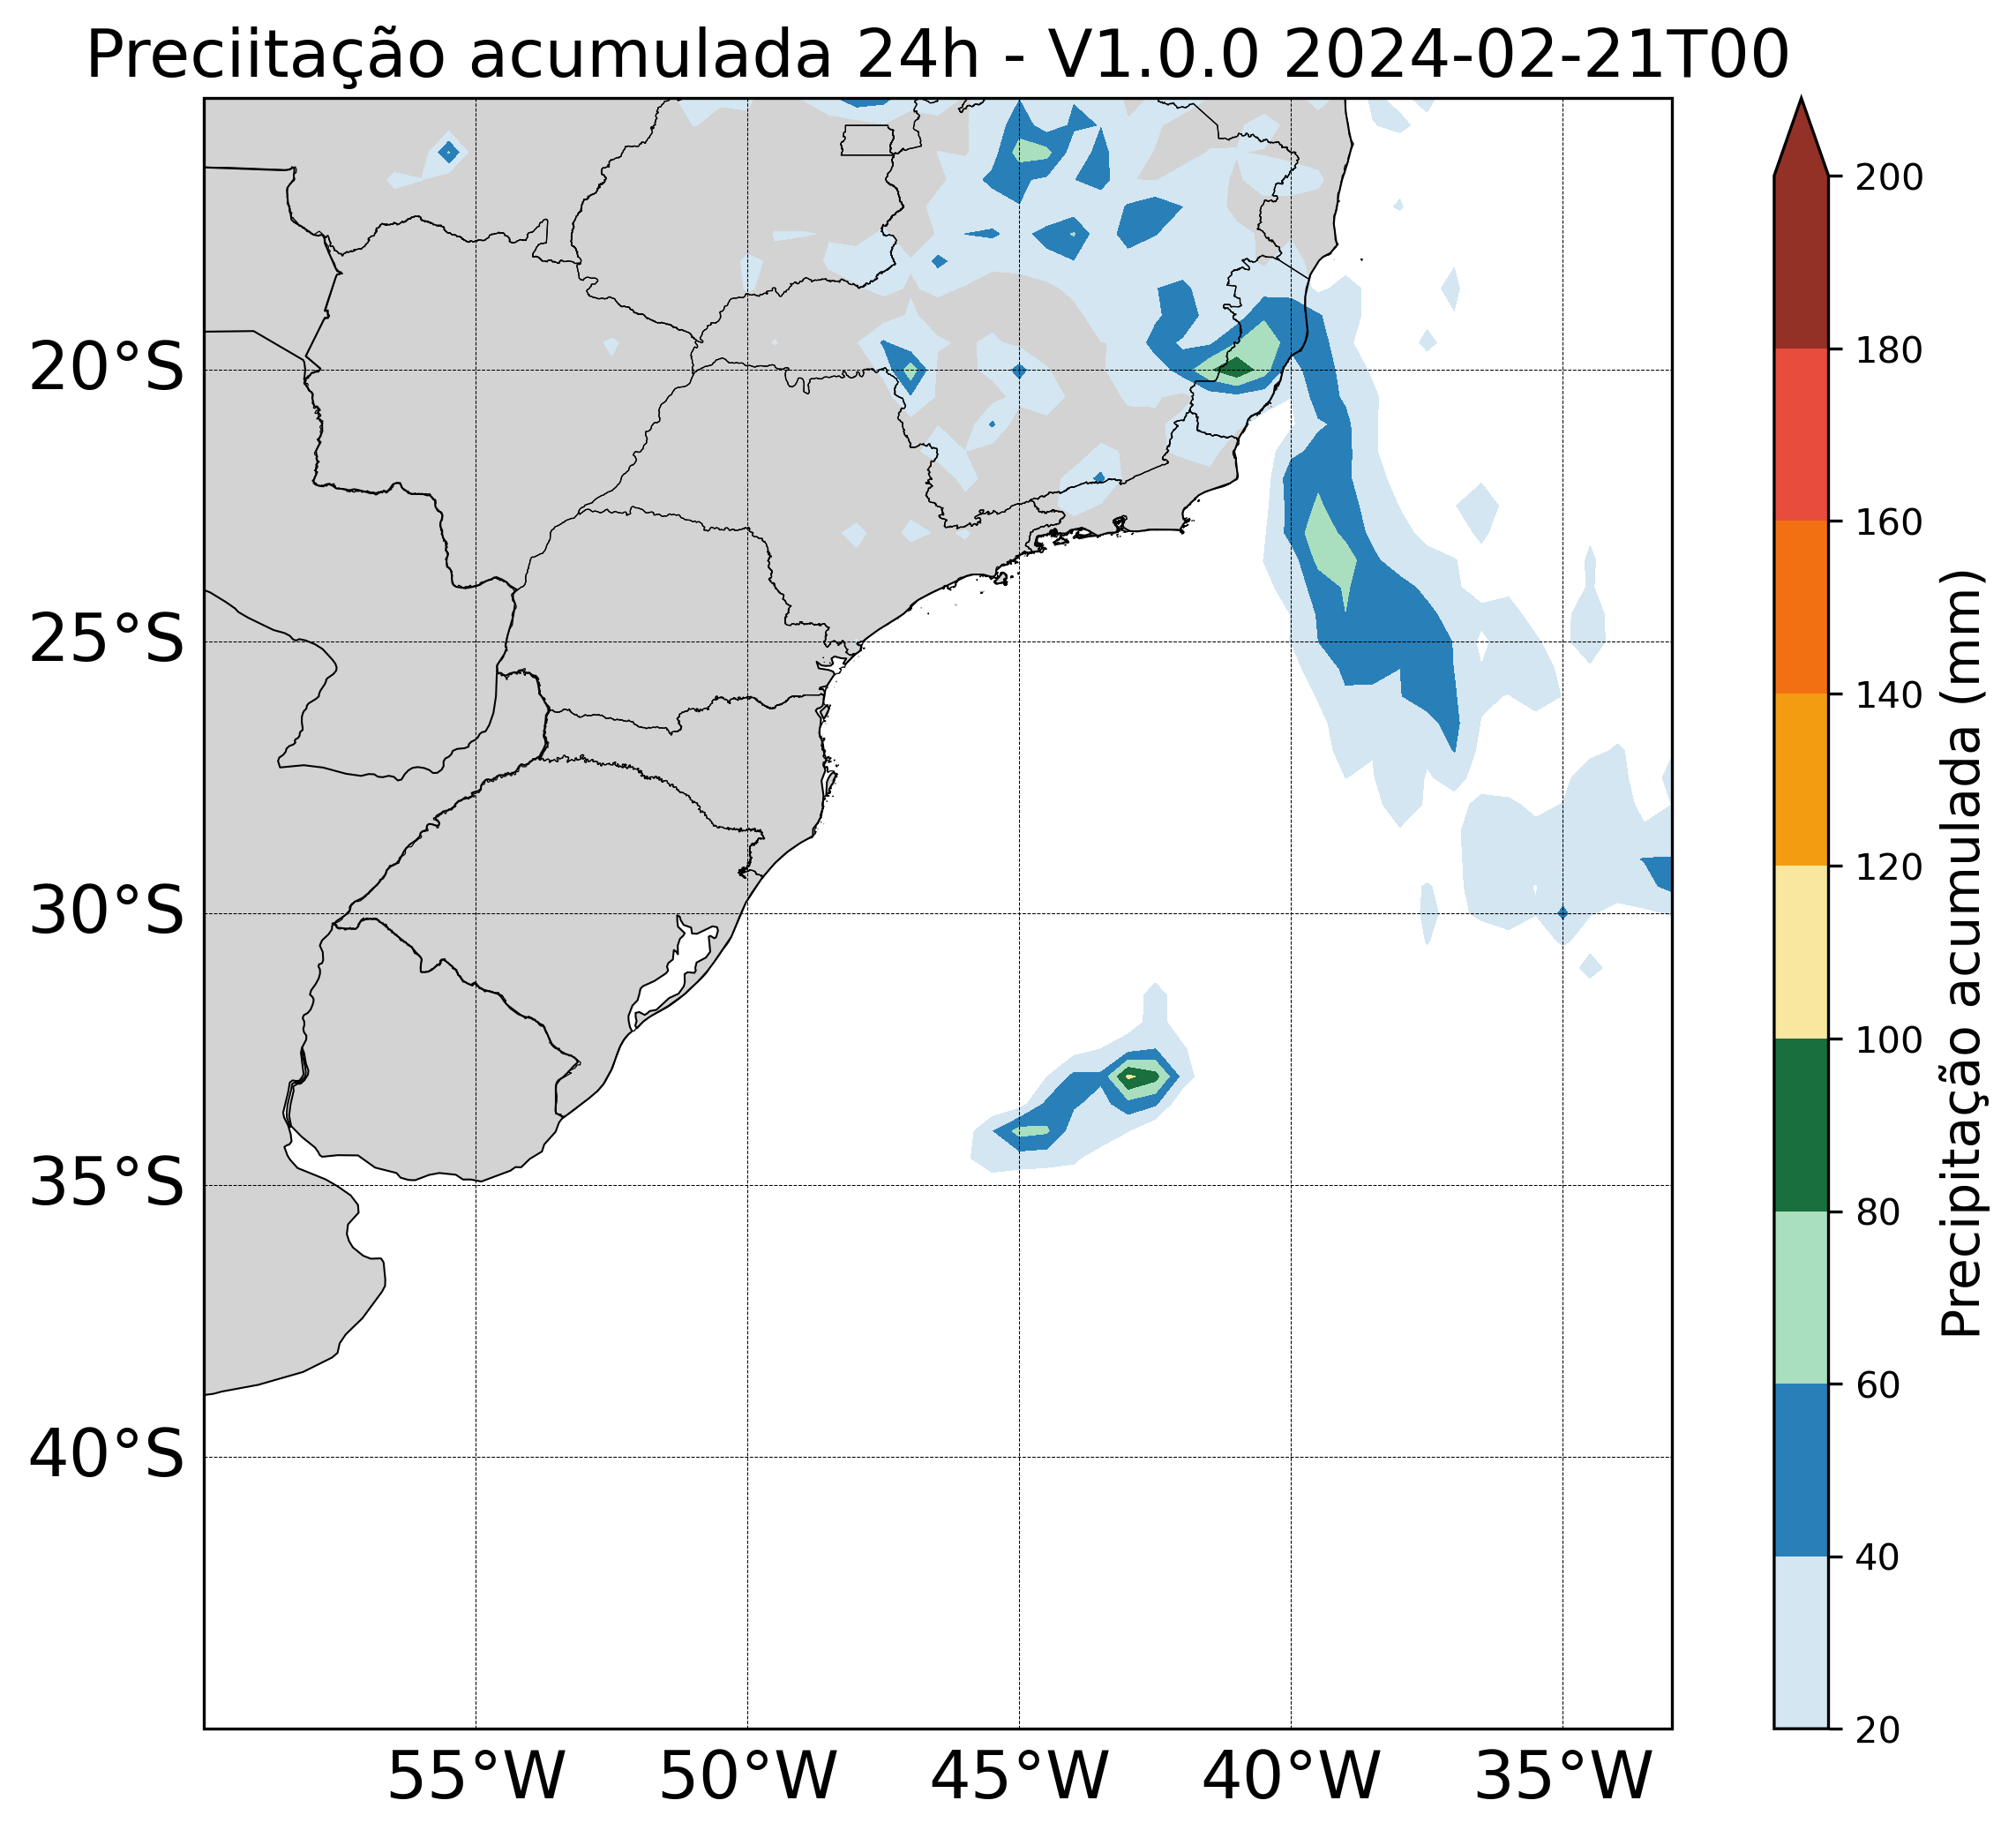 Preciitação acumulada 24h - V1.0.0 2024-02-21T00
20°S
25°S
30°S
35°S
40°S
55°W
50°W
45°W
40°W
35°W
200
180
160
140
120
100
80
60
40
20
Precipitação acumulada (mm)